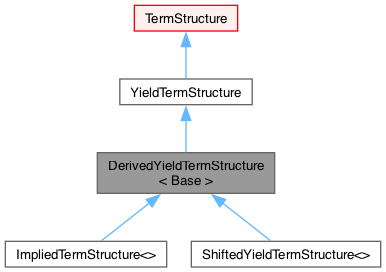 TermStructure
YieldTermStructure
DerivedYieldTermStructure
< Base >
ImpliedTermStructure<>
ShiftedYieldTermStructure<>